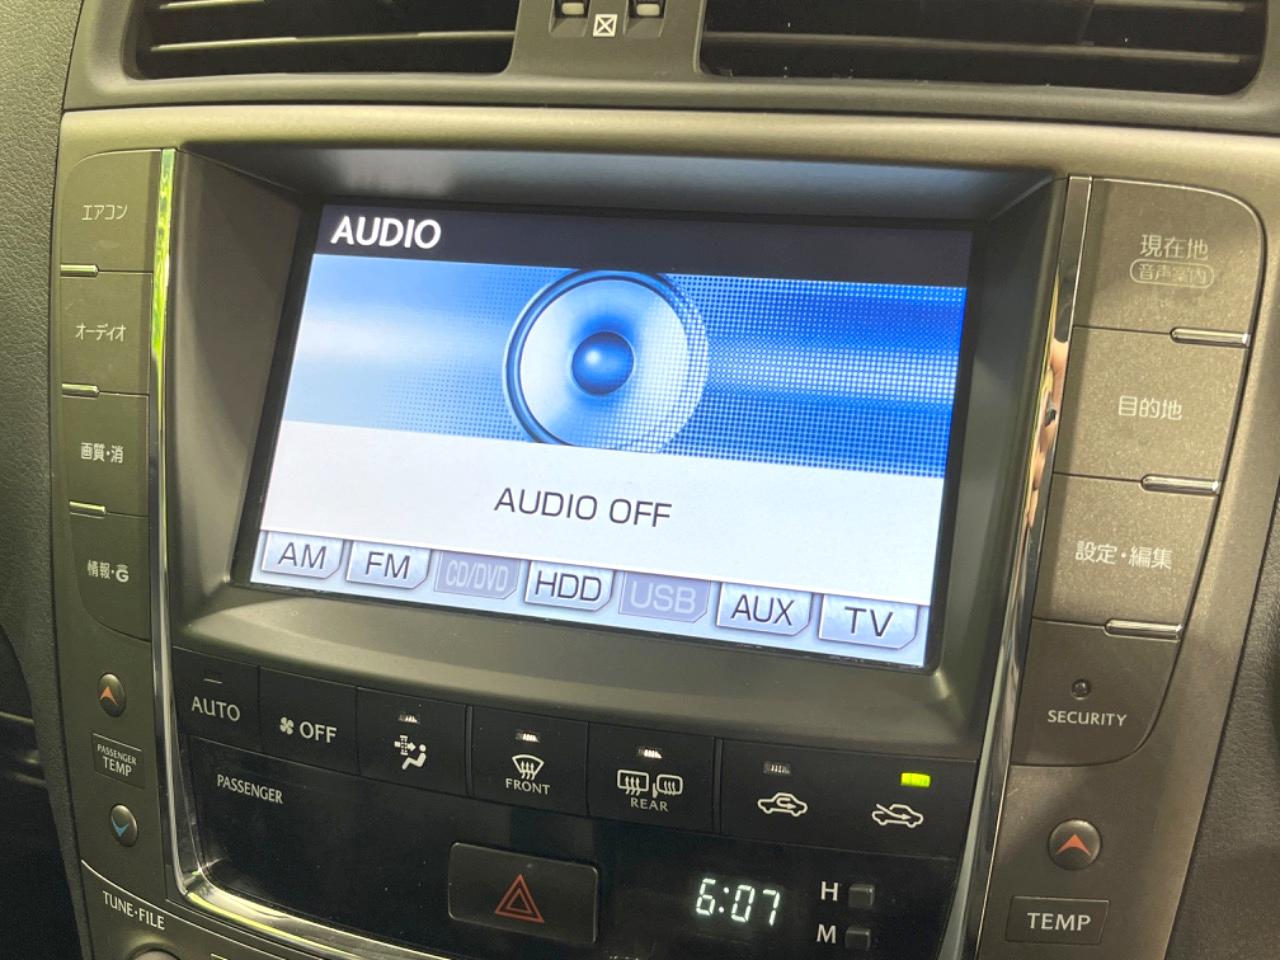 エアコン
オーディオ
画質・消
情報・G
AUDIO
AUDIO OFF
AM FM CD/DVD HDD USB AUX TV
現在地
音声案内
目的地
設定・編集
SECURITY
AUTO
OFF
FRONT
REAR
PASSENGER
TEMP
PASSENGER
6:07
H
M
TEMP
TUNE・FILE